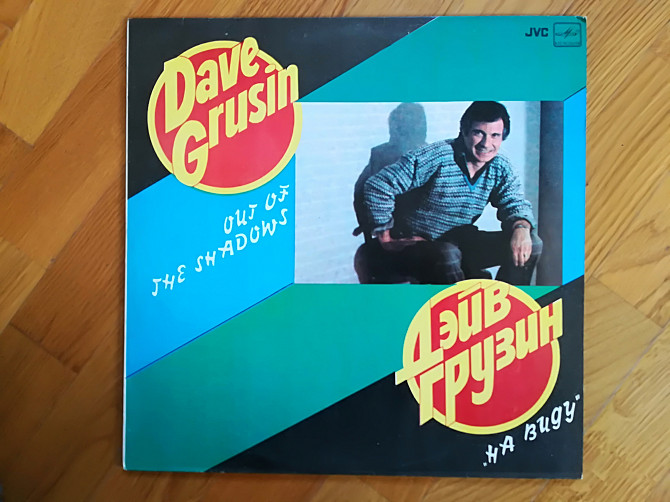 Dave
Grusin
JVC
OUT OF
THE SHADOWS
Дэйв
Грузин
„НА ВИДУ"